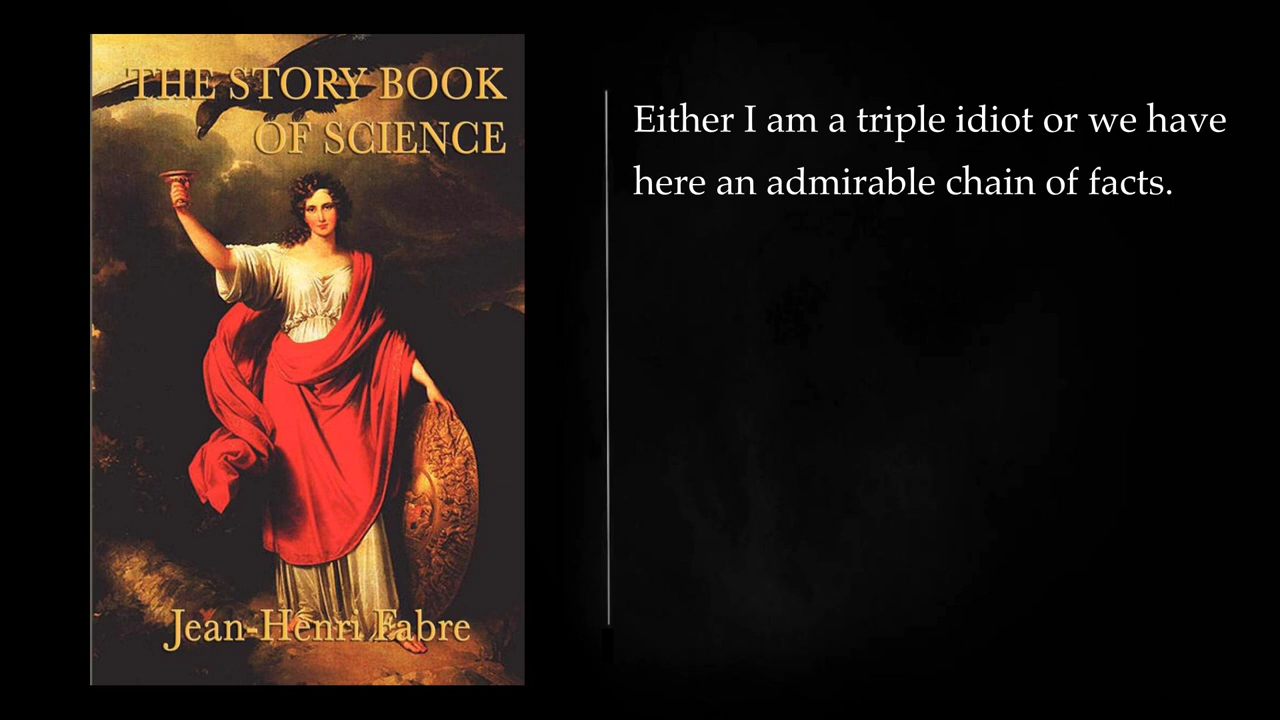 THE STORY BOOK
OF SCIENCE
Jean-Henri Fabre
Either I am a triple idiot or we have
here an admirable chain of facts.